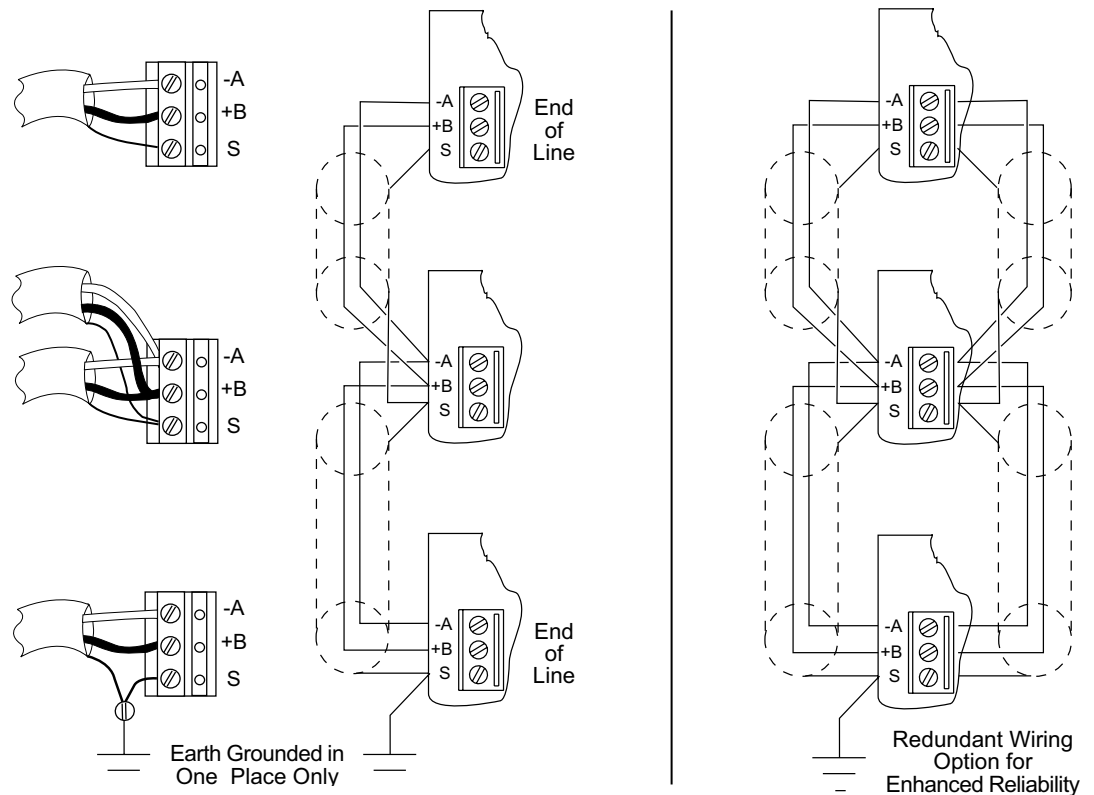 -A
+B
S
-A
+B
S
End
of
Line
-A
+B
S
-A
+B
S
-A
+B
S
-A
+B
S
-A
+B
S
-A
+B
S
End
of
Line
-A
+B
S
Earth Grounded in
One Place Only
Redundant Wiring
Option for
Enhanced Reliability